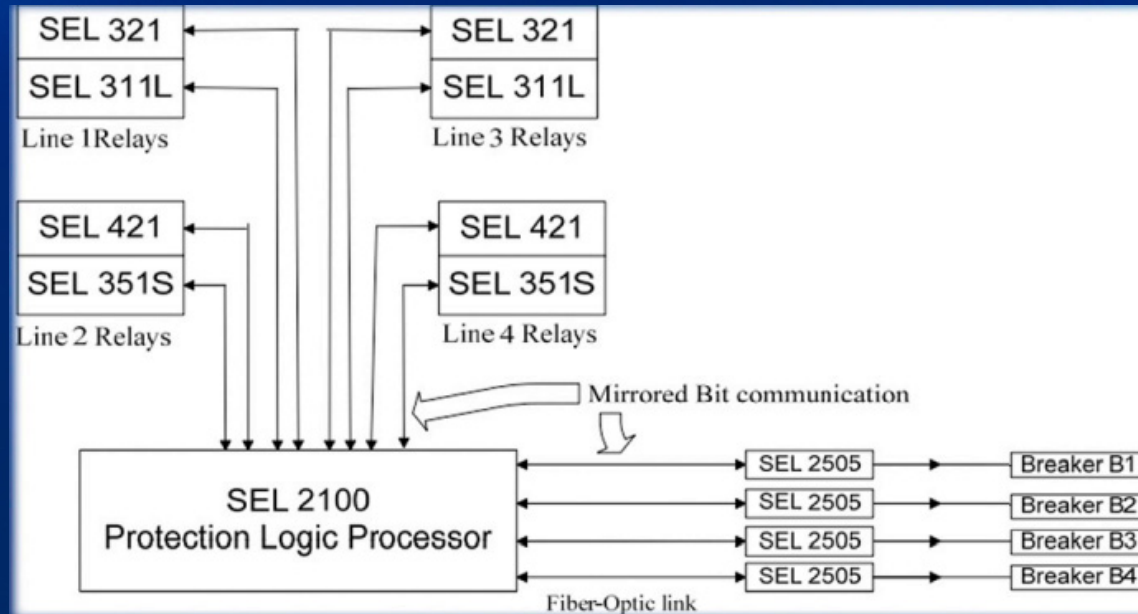 SEL 321
SEL 311L
Line 1Relays
SEL 321
SEL 311L
Line 3 Relays
SEL 421
SEL 351S
Line 2 Relays
SEL 421
SEL 351S
Line 4 Relays
Mirrored Bit communication
SEL 2100
Protection Logic Processor
SEL 2505
Breaker B1
SEL 2505
Breaker B2
SEL 2505
Breaker B3
SEL 2505
Breaker B4
Fiber-Optic link